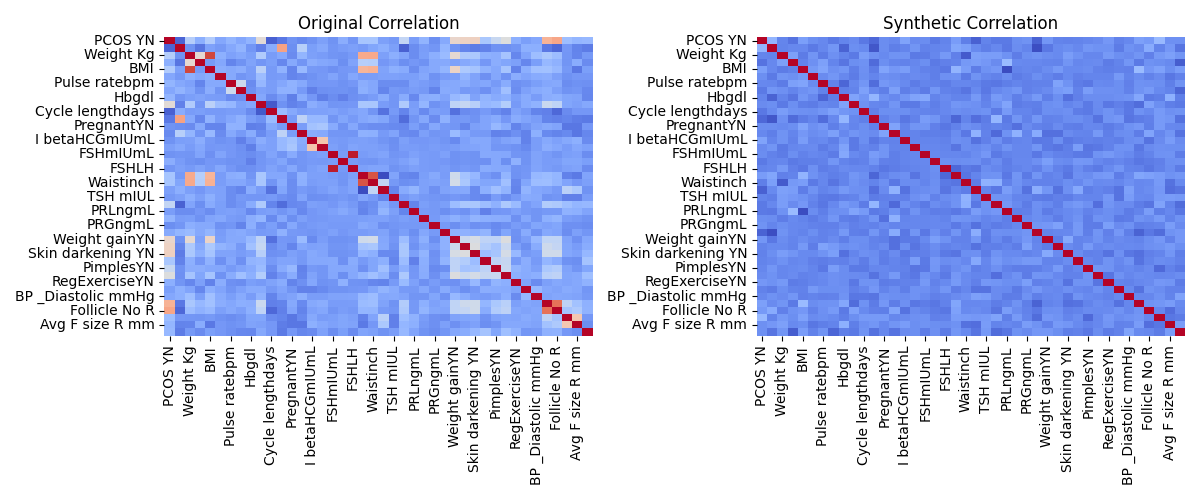 Original Correlation
PCOS YN
Weight Kg
BMI
Pulse ratebpm
Hbgdl
Cycle lengthdays
PregnantYN
I betaHCGmIUmL
FSHmIUmL
FSHLH
Waistinch
TSH mIUL
PRLngmL
PRGngmL
Weight gainYN
Skin darkening YN
PimplesYN
RegExerciseYN
BP _Diastolic mmHg
Follicle No R
Avg F size R mm
PCOS YN
Weight Kg
BMI
Pulse ratebpm
Hbgdl
Cycle lengthdays
PregnantYN
I betaHCGmIUmL
FSHmIUmL
FSHLH
Waistinch
TSH mIUL
PRLngmL
PRGngmL
Weight gainYN
Skin darkening YN
PimplesYN
RegExerciseYN
BP _Diastolic mmHg
Follicle No R
Avg F size R mm
Synthetic Correlation
PCOS YN
Weight Kg
BMI
Pulse ratebpm
Hbgdl
Cycle lengthdays
PregnantYN
I betaHCGmIUmL
FSHmIUmL
FSHLH
Waistinch
TSH mIUL
PRLngmL
PRGngmL
Weight gainYN
Skin darkening YN
PimplesYN
RegExerciseYN
BP _Diastolic mmHg
Follicle No R
Avg F size R mm
PCOS YN
Weight Kg
BMI
Pulse ratebpm
Hbgdl
Cycle lengthdays
PregnantYN
I betaHCGmIUmL
FSHmIUmL
FSHLH
Waistinch
TSH mIUL
PRLngmL
PRGngmL
Weight gainYN
Skin darkening YN
PimplesYN
RegExerciseYN
BP _Diastolic mmHg
Follicle No R
Avg F size R mm